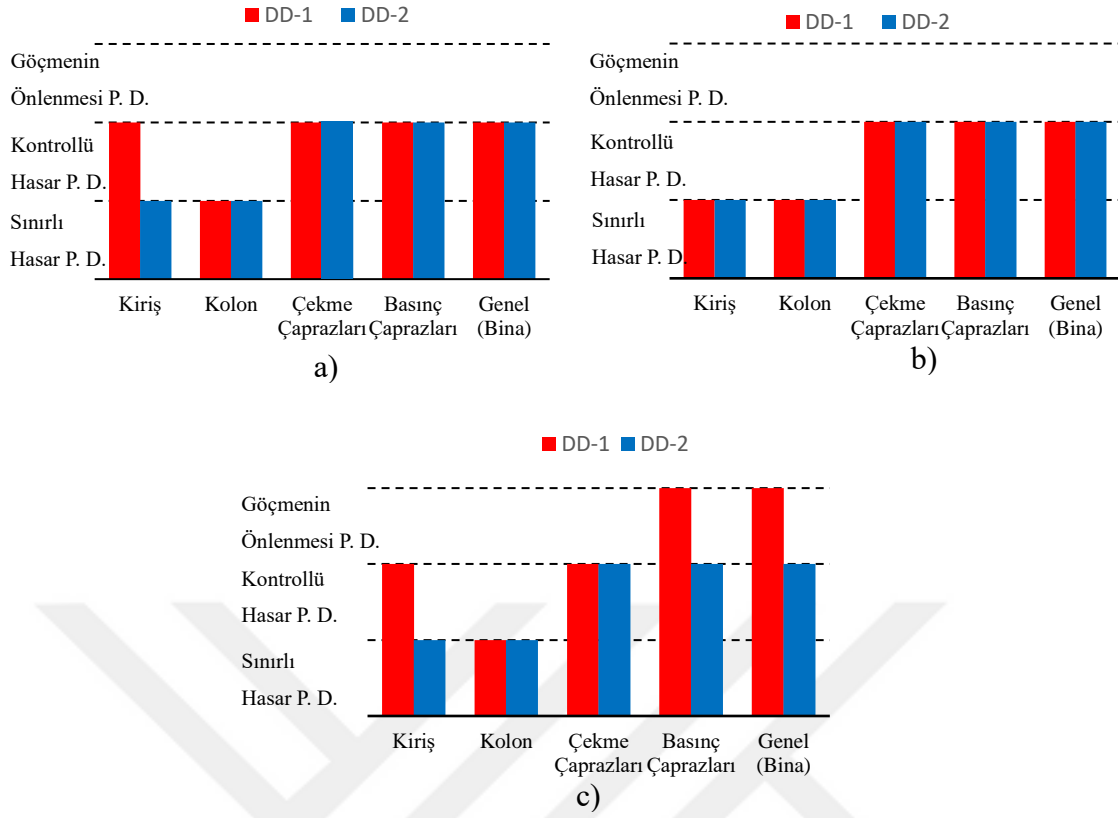 DD-1 DD-2
Göçmenin
Önlenmesi P. D.
Kontrollü
Hasar P. D.
Sınırlı
Hasar P. D.
Kiriş Kolon Çekme Basınç Genel
Çaprazları Çaprazları (Bina)
a)
DD-1 DD-2
Göçmenin
Önlenmesi P. D.
Kontrollü
Hasar P. D.
Sınırlı
Hasar P. D.
Kiriş Kolon Çekme Basınç Genel
Çaprazları Çaprazları (Bina)
b)
DD-1 DD-2
Göçmenin
Önlenmesi P. D.
Kontrollü
Hasar P. D.
Sınırlı
Hasar P. D.
Kiriş Kolon Çekme Basınç Genel
Çaprazları Çaprazları (Bina)
c)